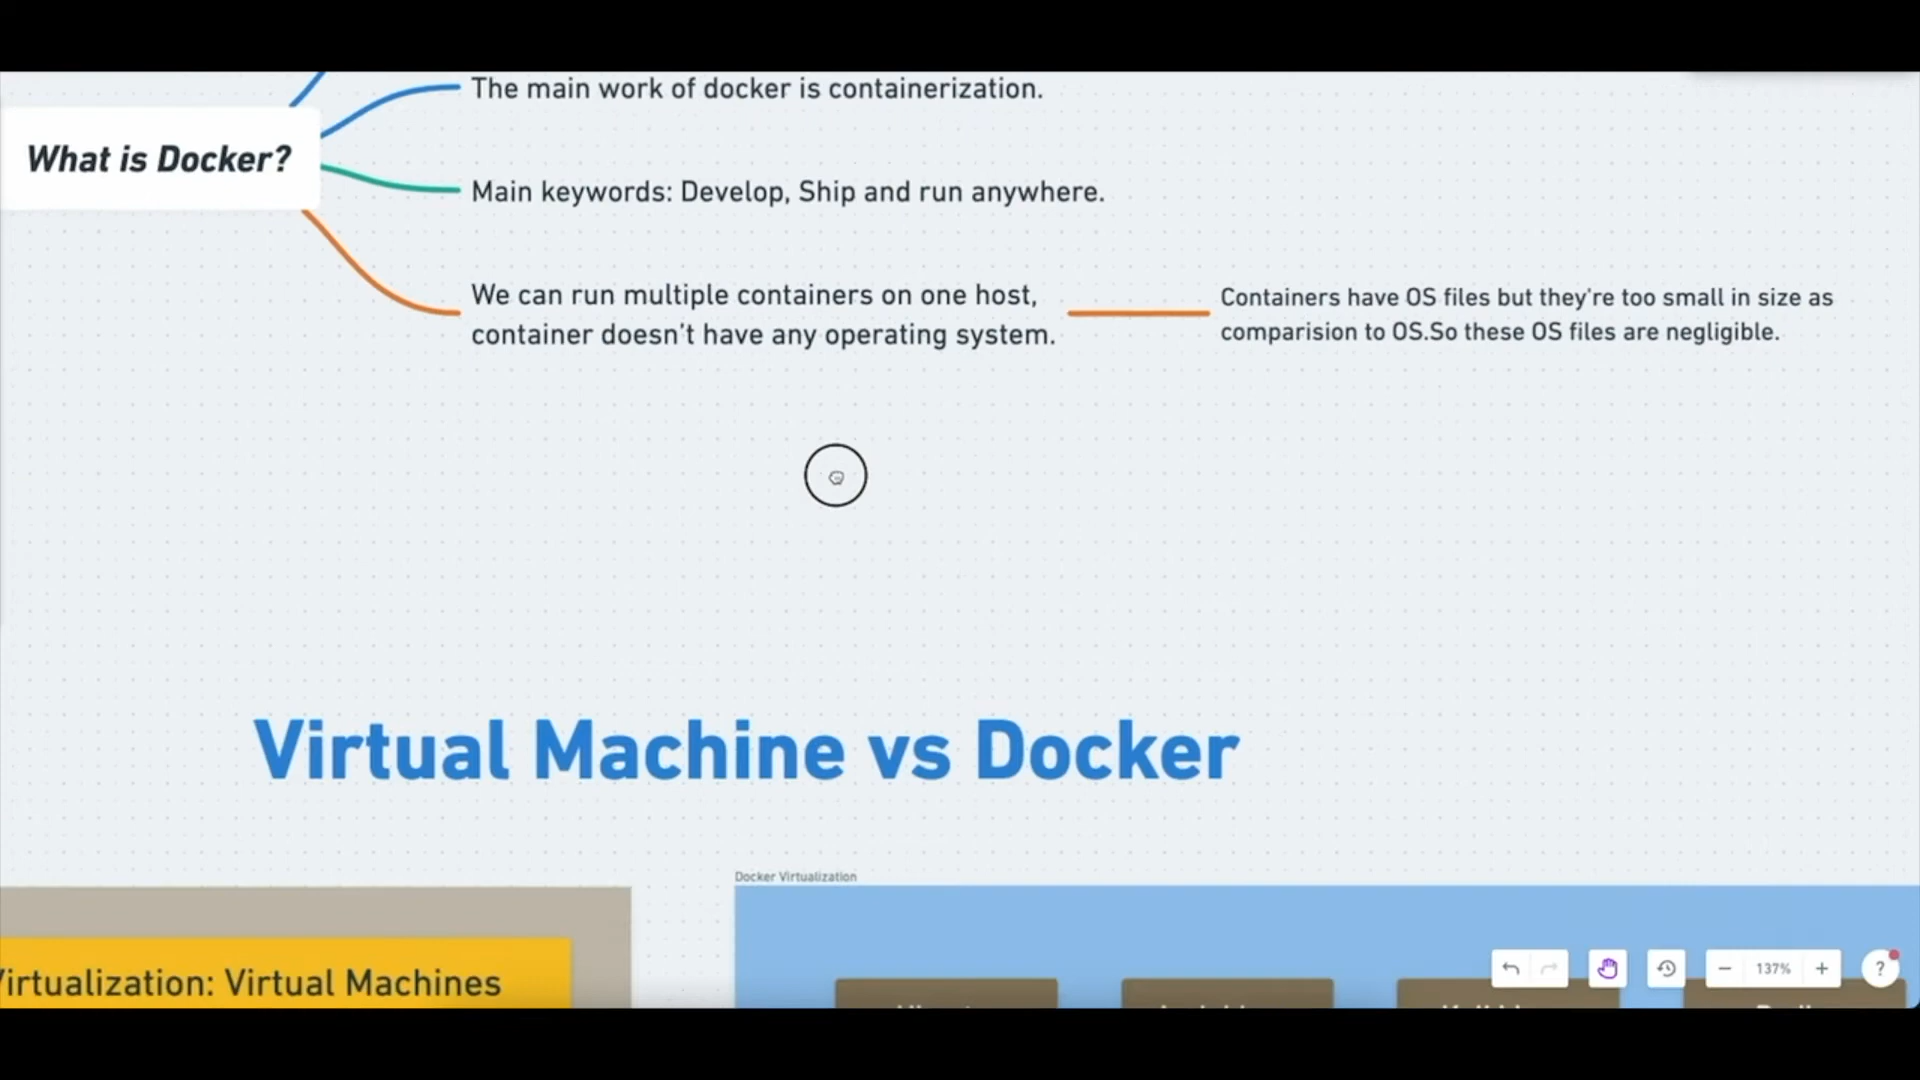 The main work of docker is containerization.
What is Docker?
Main keywords: Develop, Ship and run anywhere.
We can run multiple containers on one host,
container doesn't have any operating system.
Containers have OS files but they're too small in size as
comparision to OS.So these OS files are negligible.
Virtual Machine vs Docker
Docker Virtualization
Virtualization: Virtual Machines
137%
?